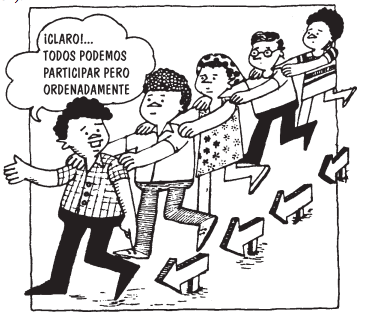 ¡CLARO!...
TODOS PODEMOS
PARTICIPAR PERO
ORDENADAMENTE